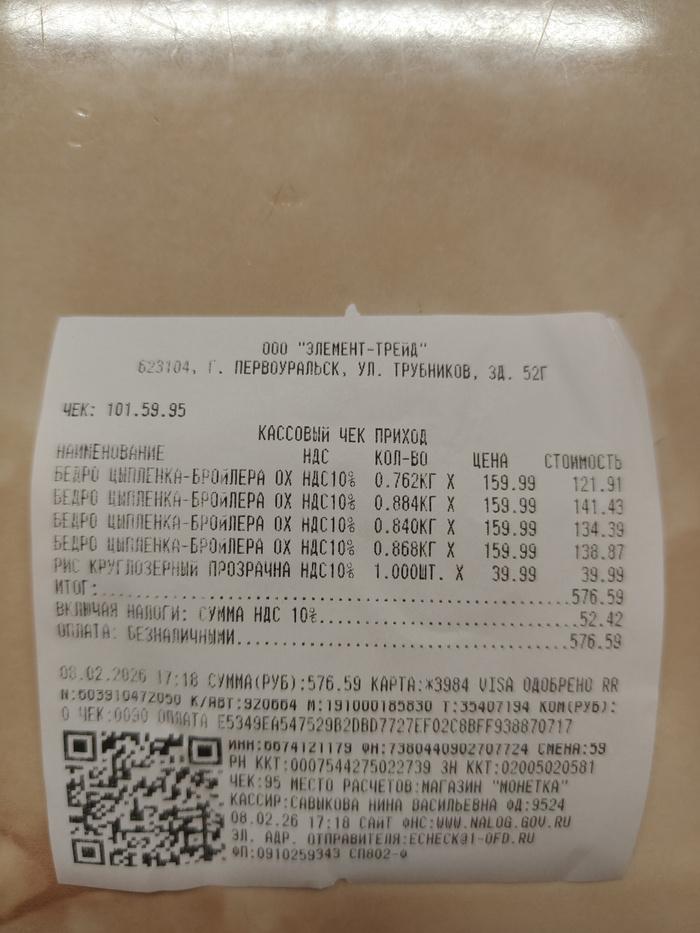 ООО "ЭЛЕМЕНТ-ТРЕЙД"
623104, Г. ПЕРВОУРАЛЬСК, УЛ. ТРУБНИКОВ, ЗД. 52Г
ЧЕК: 101.59.95
КАССОВЫЙ ЧЕК ПРИХОД
НАИМЕНОВАНИЕ НДС КОЛ-ВО ЦЕНА СТОИМОСТЬ
БЕДРО ЦЫПЛЕНКА-БРОЙЛЕРА ОХ НДС10% 0.762КГ X 159.99 121.91
БЕДРО ЦЫПЛЕНКА-БРОЙЛЕРА ОХ НДС10% 0.884КГ X 159.99 141.43
БЕДРО ЦЫПЛЕНКА-БРОЙЛЕРА ОХ НДС10% 0.840КГ X 159.99 134.39
БЕДРО ЦЫПЛЕНКА-БРОЙЛЕРА ОХ НДС10% 0.868КГ X 159.99 138.87
РИС КРУГЛОЗЕРНЫЙ ПРОЗРАЧНА НДС10% 1.000ШТ. X 39.99 39.99
ИТОГ:..................................................576.59
ВКЛЮЧАЯ НАЛОГИ: СУММА НДС 10%..........................52.42
ОПЛАТА: БЕЗНАЛИЧНЫМИ...................................576.59
08.02.2026 17:18 СУММА(РУБ):576.59 КАРТА:*3984 VISA ОДОБРЕНО RR
N:603910472050 К/АВТ:920664 М:191000185830 Т:35407194 КОМ(РУБ):
0 ЧЕК:0090 ОПЛАТА E5349EA547529B2DBD7727EF02C8BFF938870717
ИНН:6674121179 ФН:7380440902707724 СМЕНА:59
РН ККТ:0007544275022739 ЗН ККТ:02005020581
ЧЕК:95 МЕСТО РАСЧЕТОВ:МАГАЗИН "МОНЕТКА"
КАССИР:САВЫКОВА НИНА ВАСИЛЬЕВНА ФД:9524
08.02.26 17:18 САЙТ ФНС:WWW.NALOG.GOV.RU
ЭЛ. АДР. ОТПРАВИТЕЛЯ:ECHECK@1-OFD.RU
ФП:0910259343 СП802-Ф